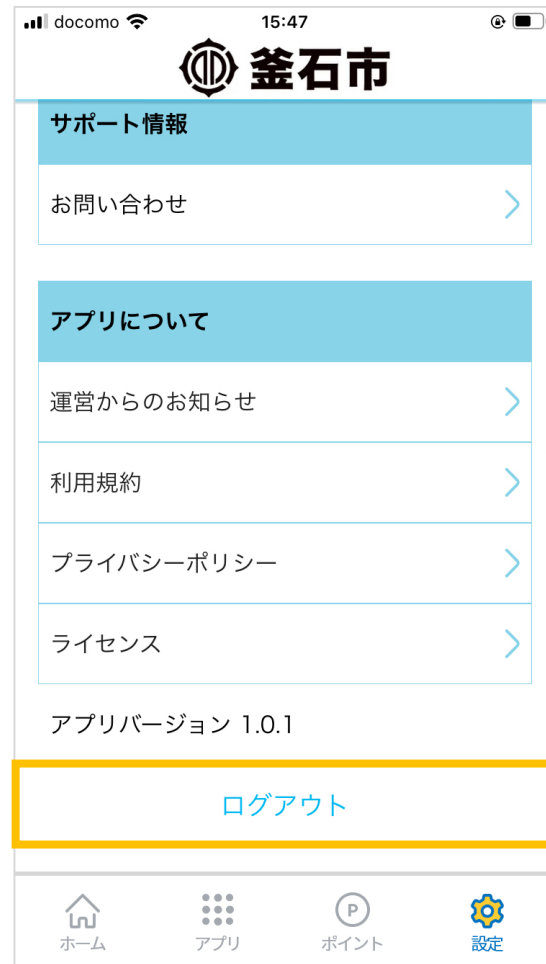 docomo 15:47
釜石市
サポート情報
お問い合わせ
アプリについて
運営からのお知らせ
利用規約
プライバシーポリシー
ライセンス
アプリバージョン 1.0.1
ログアウト
P
ホーム アプリ ポイント 設定